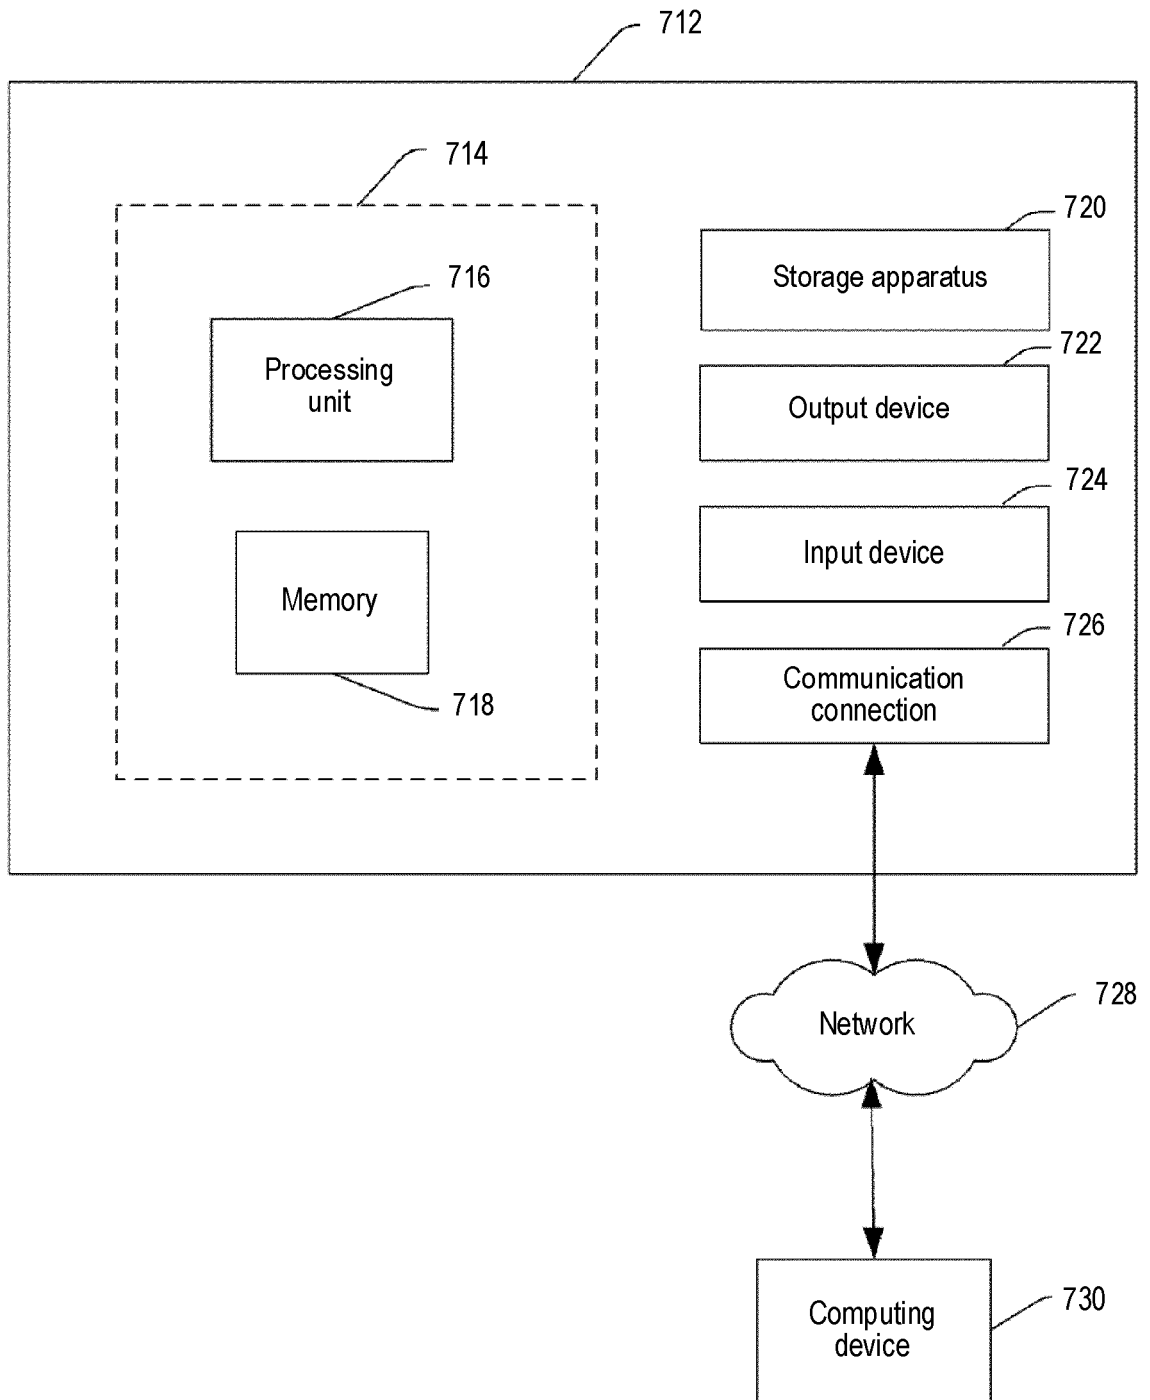 712
714
720
716
Storage apparatus
722
Processing
unit
Output device
724
Input device
Memory
726
Communication
connection
718
728
Network
730
Computing
device